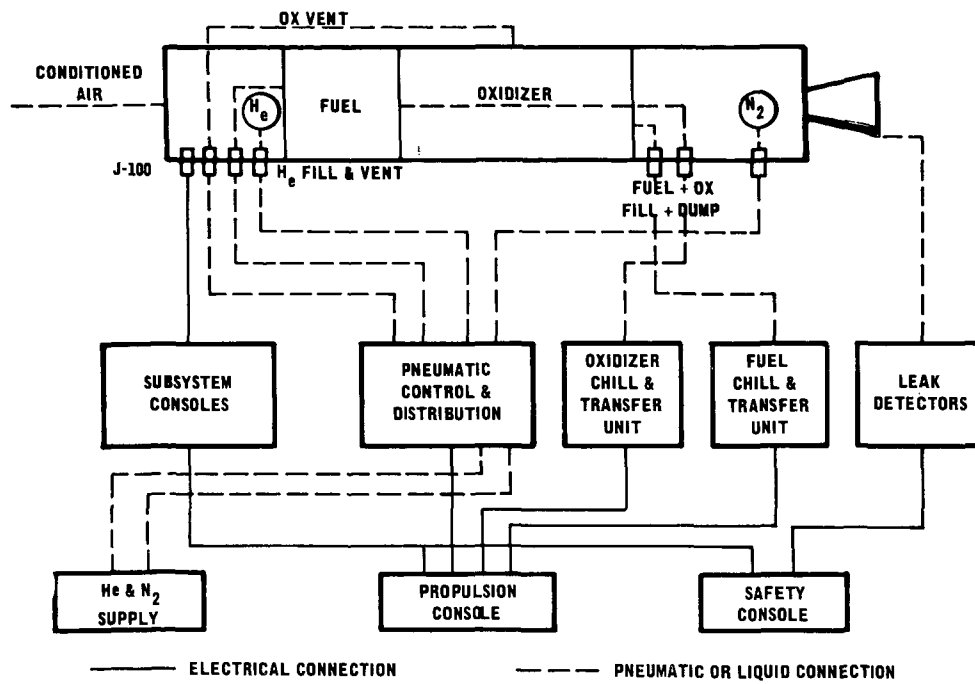 OX VENT
CONDITIONED
AIR
He
FUEL
OXIDIZER
N2
J-100
He FILL & VENT
FUEL + OX
FILL + DUMP
SUBSYSTEM
CONSOLES
PNEUMATIC
CONTROL &
DISTRIBUTION
OXIDIZER
CHILL &
TRANSFER
UNIT
FUEL
CHILL &
TRANSFER
UNIT
LEAK
DETECTORS
He & N2
SUPPLY
PROPULSION
CONSOLE
SAFETY
CONSOLE
ELECTRICAL CONNECTION
PNEUMATIC OR LIQUID CONNECTION